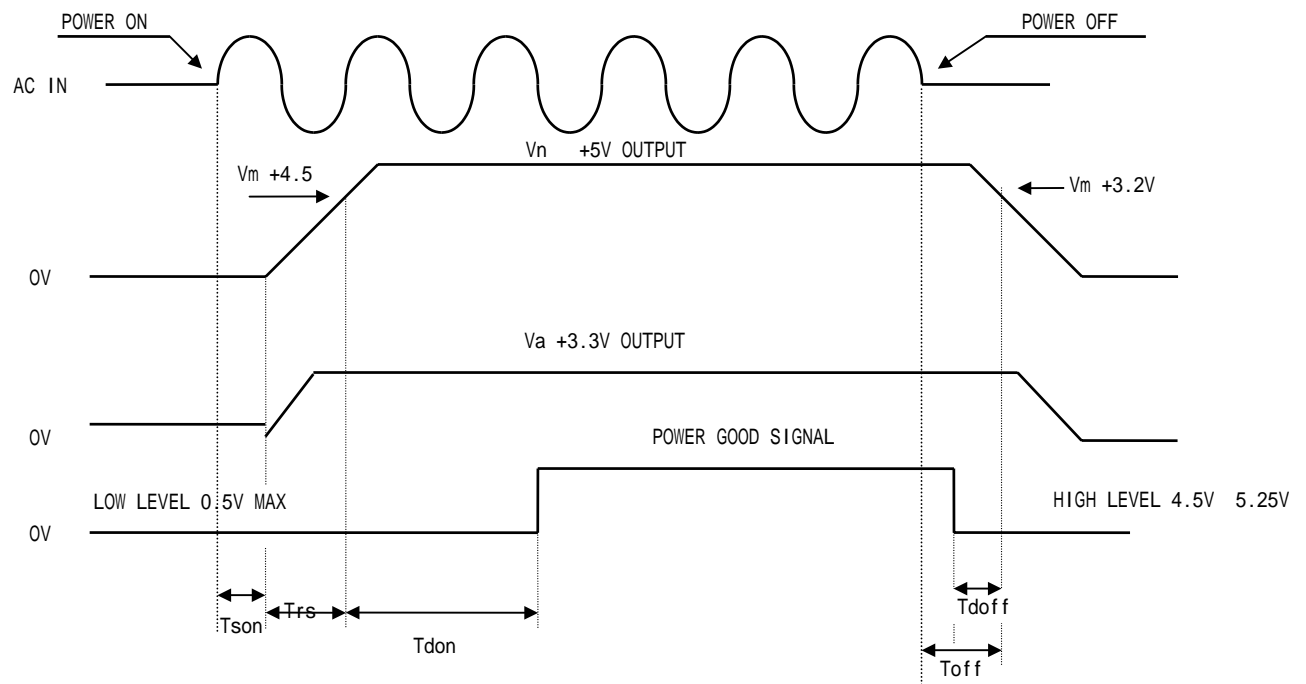 POWER ON
POWER OFF
AC IN
Vn +5V OUTPUT
Vm +4.5
Vm +3.2V
0V
Va +3.3V OUTPUT
0V
POWER GOOD SIGNAL
LOW LEVEL 0.5V MAX
HIGH LEVEL 4.5V 5.25V
0V
Trs
Tdoff
Tson
Tdon
Toff